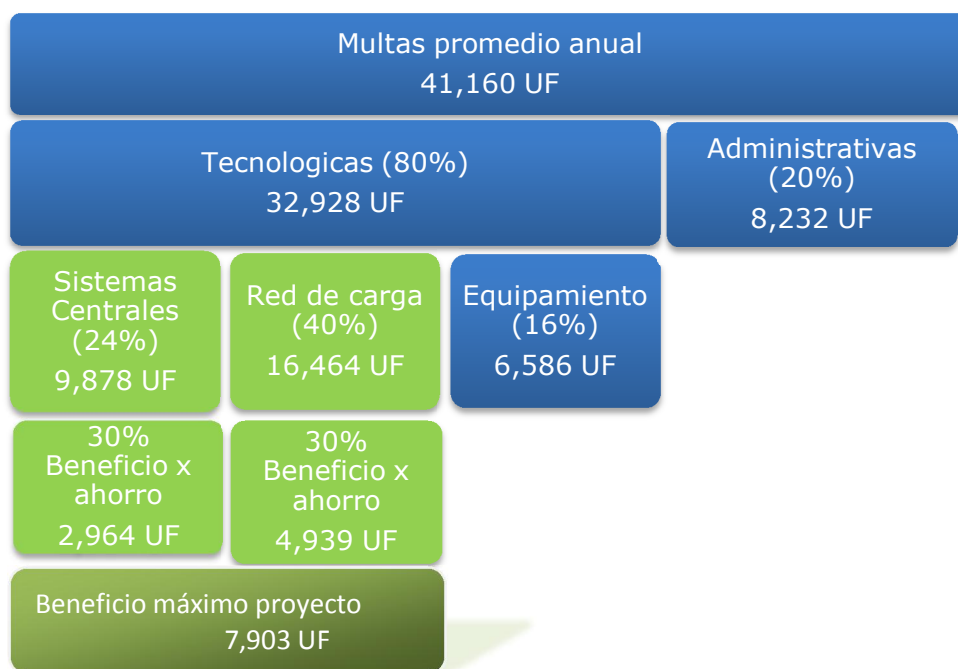 Multas promedio anual
41,160 UF
Tecnologicas (80%)
32,928 UF
Administrativas
(20%)
8,232 UF
Sistemas
Centrales
(24%)
9,878 UF
Red de carga
(40%)
16,464 UF
Equipamiento
(16%)
6,586 UF
30%
Beneficio x
ahorro
2,964 UF
30%
Beneficio x
ahorro
4,939 UF
Beneficio máximo proyecto
7,903 UF